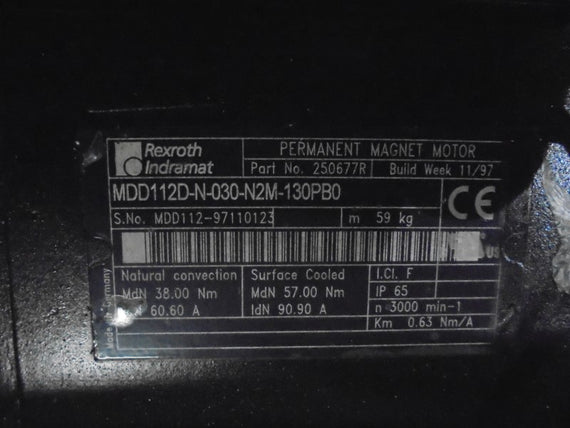 Rexroth
Indramat
PERMANENT MAGNET MOTOR
Part No. 250677R
Build Week 11/97
MDD112D-N-030-N2M-130PB0
CE
S.No. MDD112-97110123
m 59 kg
Natural convection
Surface Cooled
I.Cl. F
MdN 38.00 Nm
MdN 57.00 Nm
IP 65
60.60 A
IdN 90.90 A
n 3000 min-1
Km 0.63 Nm/A
Made in Germany